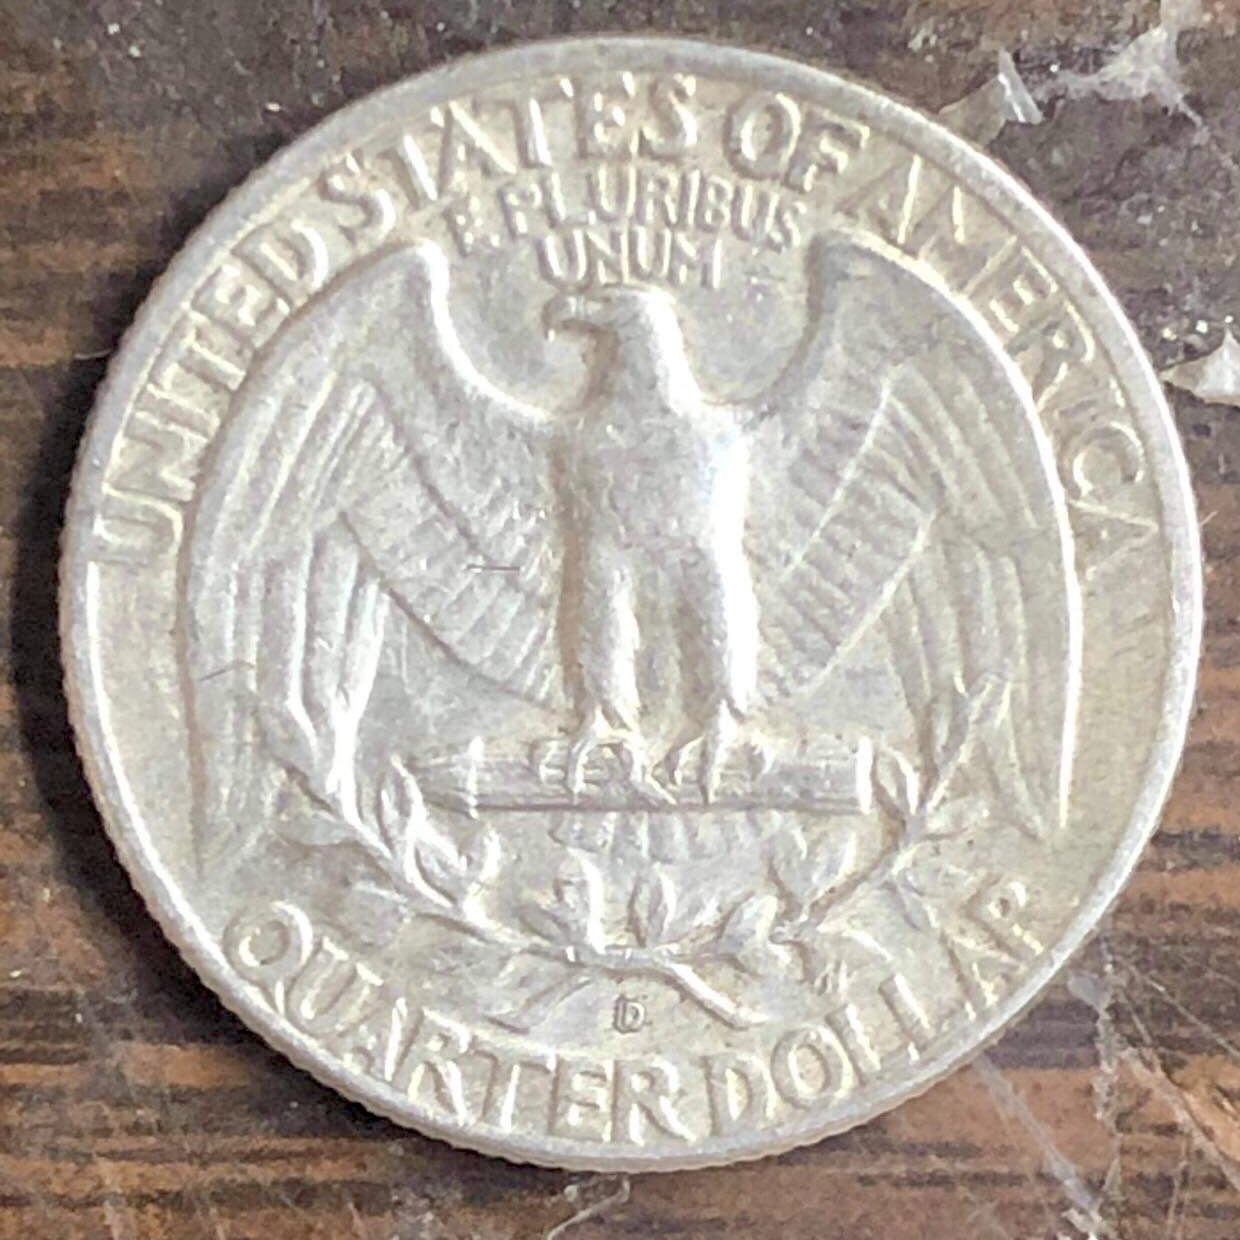 UNITED STATES OF AMERICA
E PLURIBUS
UNUM
D
QUARTER DOLLAR